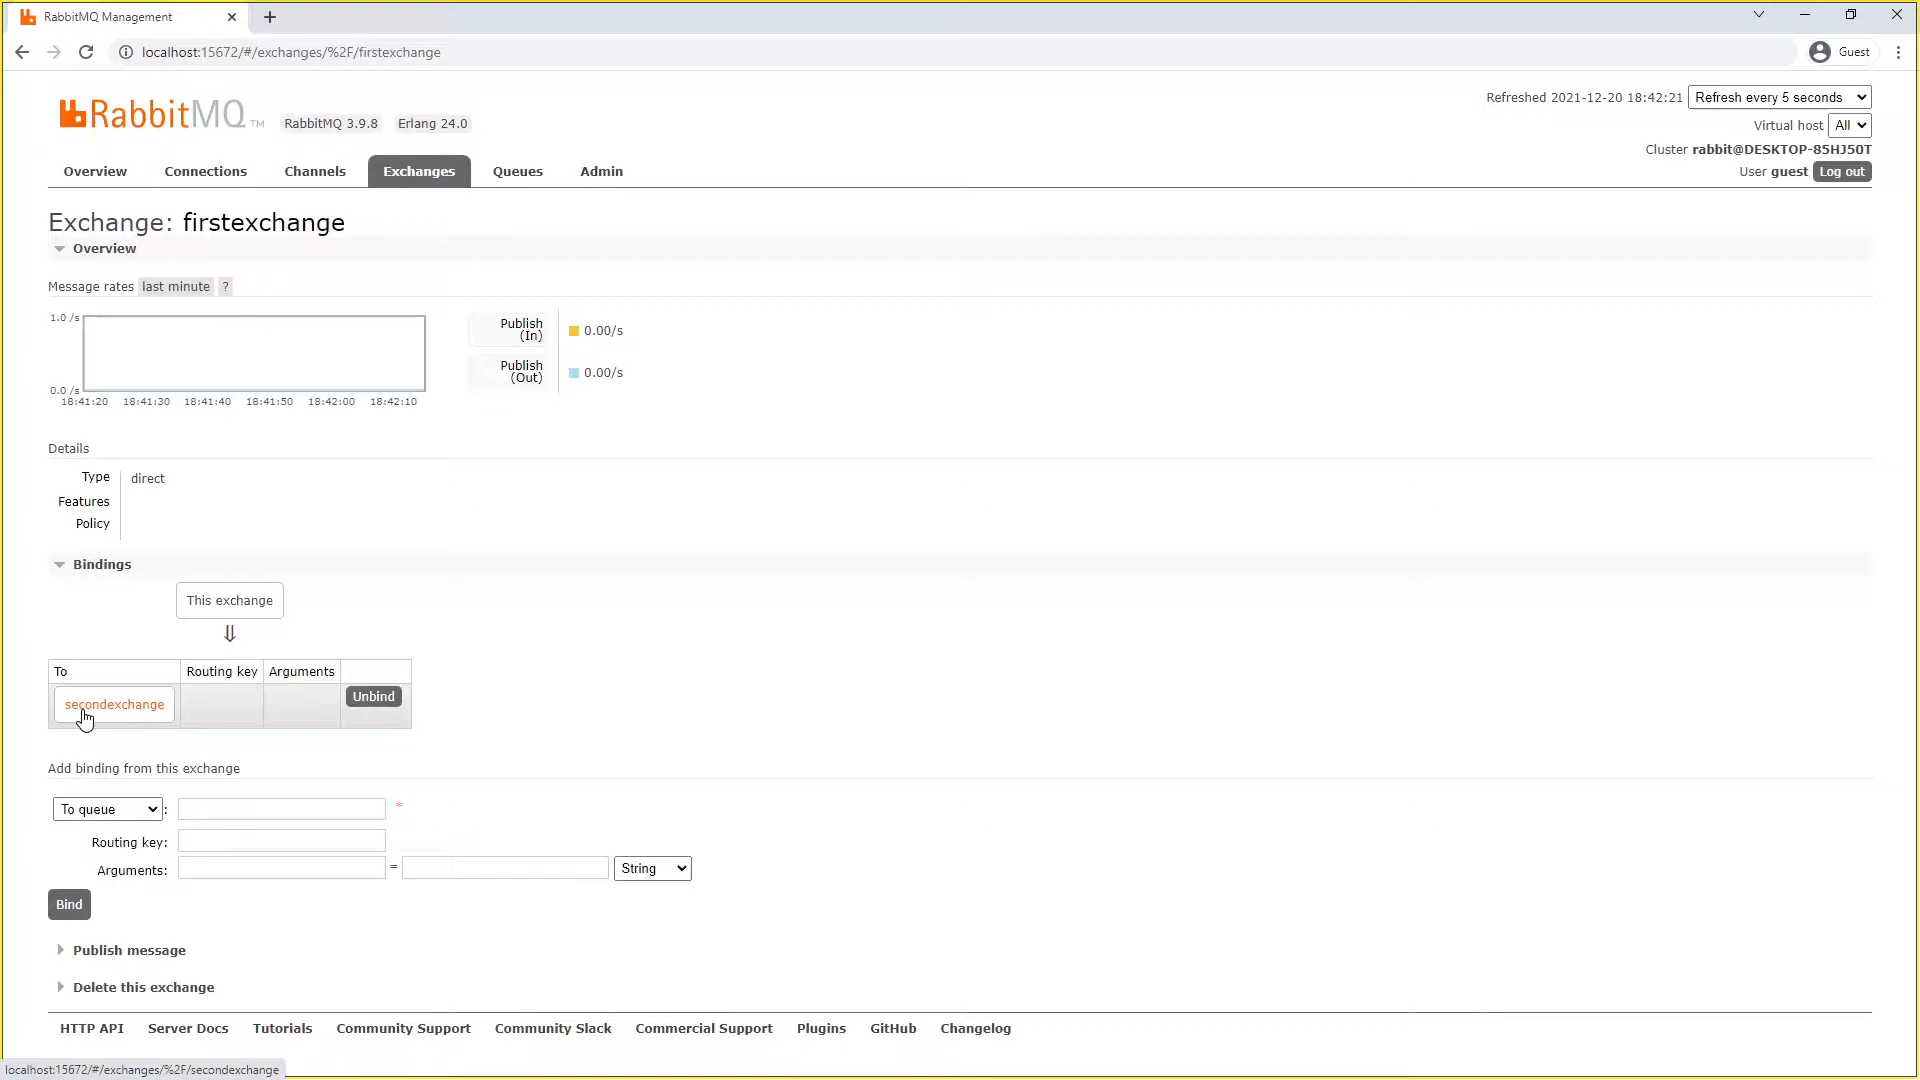 RabbitMQ Management
localhost:15672/#/exchanges/%2F/firstexchange
Guest
RabbitMQ TM
RabbitMQ 3.9.8 Erlang 24.0
Refreshed 2021-12-20 18:42:21 Refresh every 5 seconds
Virtual host All
Cluster rabbit@DESKTOP-85HJ50T
User guest Log out
Overview Connections Channels Exchanges Queues Admin
Exchange: firstexchange
Overview
Message rates last minute ?
1.0 /s
0.0 /s
18:41:20 18:41:30 18:41:40 18:41:50 18:42:00 18:42:10
Publish
(In)
0.00/s
Publish
(Out)
0.00/s
Details
Type direct
Features
Policy
Bindings
This exchange
⇓
To Routing key Arguments
secondexchange Unbind
Add binding from this exchange
To queue : *
Routing key:
Arguments: = String
Bind
Publish message
Delete this exchange
HTTP API Server Docs Tutorials Community Support Community Slack Commercial Support Plugins GitHub Changelog
localhost:15672/#/exchanges/%2F/secondexchange